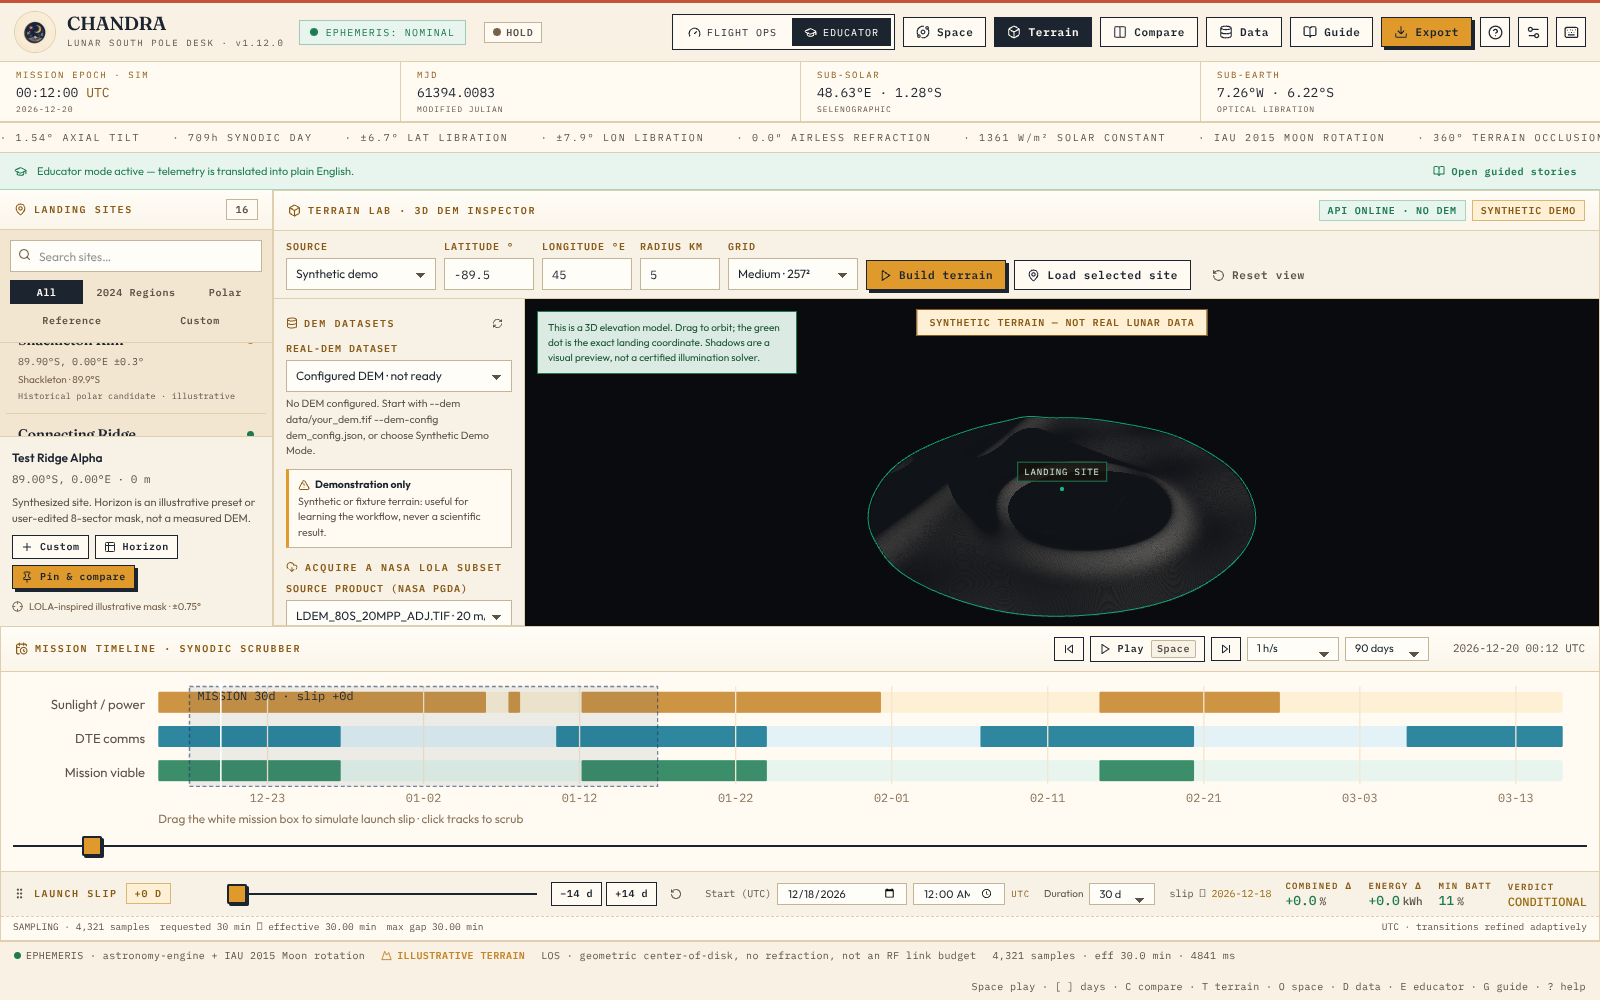 CHANDRA
LUNAR SOUTH POLE DESK · v1.12.0
EPHEMERIS: NOMINAL
HOLD
FLIGHT OPS
EDUCATOR
Space
Terrain
Compare
Data
Guide
Export
MISSION EPOCH · SIM
00:12:00 UTC
2026-12-20
MJD
61394.0083
MODIFIED JULIAN
SUB-SOLAR
48.63°E · 1.28°S
SELENOGRAPHIC
SUB-EARTH
7.26°W · 6.22°S
OPTICAL LIBRATION
· 1.54° AXIAL TILT · 709h SYNODIC DAY · ±6.7° LAT LIBRATION · ±7.9° LON LIBRATION · 0.0° AIRLESS REFRACTION · 1361 W/m² SOLAR CONSTANT · IAU 2015 MOON ROTATION · 360° TERRAIN OCCLUSION
Educator mode active — telemetry is translated into plain English.
Open guided stories
LANDING SITES
16
Search sites…
All
2024 Regions
Polar
Reference
Custom
Shackleton Rim
89.90°S, 0.00°E ±0.3°
Shackleton · 89.9°S
Historical polar candidate · illustrative
Connecting Ridge
Test Ridge Alpha
89.00°S, 0.00°E · 0 m
Synthesized site. Horizon is an illustrative preset or
user-edited 8-sector mask, not a measured DEM.
Custom
Horizon
Pin & compare
LOLA-inspired illustrative mask · ±0.75°
TERRAIN LAB · 3D DEM INSPECTOR
API ONLINE · NO DEM
SYNTHETIC DEMO
SOURCE
LATITUDE °
LONGITUDE °E
RADIUS KM
GRID
Synthetic demo
-89.5
45
5
Medium · 257²
Build terrain
Load selected site
Reset view
DEM DATASETS
REAL-DEM DATASET
Configured DEM · not ready
No DEM configured. Start with --dem
data/your_dem.tif --dem-config
dem_config.json, or choose Synthetic Demo
Mode.
Demonstration only
Synthetic or fixture terrain: useful for
learning the workflow, never a scientific
result.
ACQUIRE A NASA LOLA SUBSET
SOURCE PRODUCT (NASA PGDA)
LDEM_80S_20MPP_ADJ.TIF · 20 m,
This is a 3D elevation model. Drag to orbit; the green
dot is the exact landing coordinate. Shadows are a
visual preview, not a certified illumination solver.
SYNTHETIC TERRAIN — NOT REAL LUNAR DATA
LANDING SITE
MISSION TIMELINE · SYNODIC SCRUBBER
Play
Space
1 h/s
90 days
2026-12-20 00:12 UTC
MISSION 30d · slip +0d
Sunlight / power
DTE comms
Mission viable
12-23
01-02
01-12
01-22
02-01
02-11
02-21
03-03
03-13
Drag the white mission box to simulate launch slip · click tracks to scrub
LAUNCH SLIP
+0 D
−14 d
+14 d
Start (UTC)
12/18/2026
12:00 AM
UTC
Duration
30 d
slip 2026-12-18
COMBINED Δ
+0.0 %
ENERGY Δ
+0.0 kWh
MIN BATT
11 %
VERDICT
CONDITIONAL
SAMPLING · 4,321 samples requested 30 min effective 30.00 min max gap 30.00 min
UTC · transitions refined adaptively
EPHEMERIS · astronomy-engine + IAU 2015 Moon rotation
ILLUSTRATIVE TERRAIN
LOS · geometric center-of-disk, no refraction, not an RF link budget
4,321 samples · eff 30.0 min · 4841 ms
Space play · [ ] days · C compare · T terrain · O space · D data · E educator · G guide · ? help